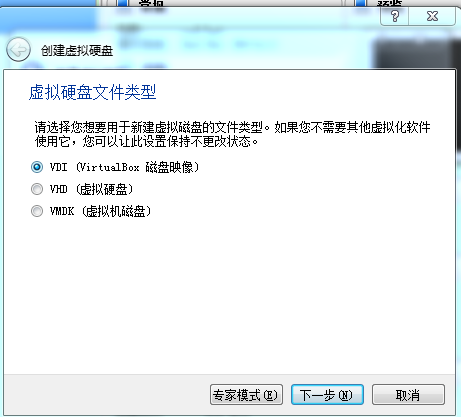 常规
预览
创建虚拟硬盘
虚拟硬盘文件类型
请选择您想要用于新建虚拟磁盘的文件类型。如果您不需要其他虚拟化软件
使用它，您可以让此设置保持不更改状态。
VDI (VirtualBox 磁盘映像)
VHD (虚拟硬盘)
VMDK (虚拟机磁盘)
专家模式(E) 下一步(N) 取消